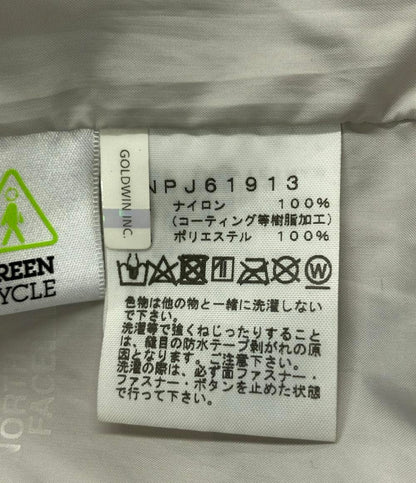 GOLDWIN INC.
NPJ61913
ナイロン 100%
(コーティング等樹脂加工)
ポリエステル 100%
W
色物は他の物と一緒に洗濯しない
で下さい。
洗濯等で強くねじったりすること
は、縫目の防水テープ剥がれの原
因となります。ご注意下さい。
洗濯の際は、必ず面ファスナー・
ファスナー・ボタンを止めた状態
で行って下さい。
REEN
YCLE
NOR
FACE